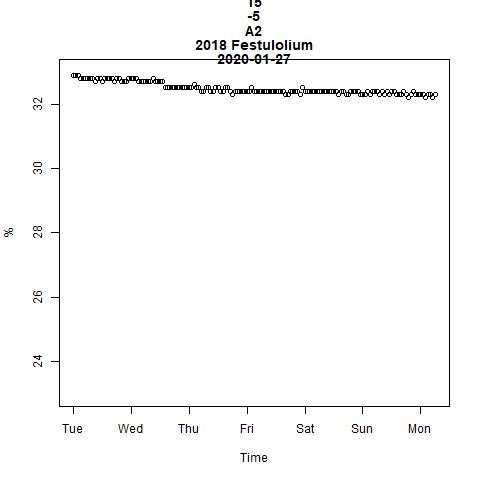 15
-5
A2
2018 Festulolium
2020-01-27
32
30
28
26
24
%
Tue Wed Thu Fri Sat Sun Mon
Time